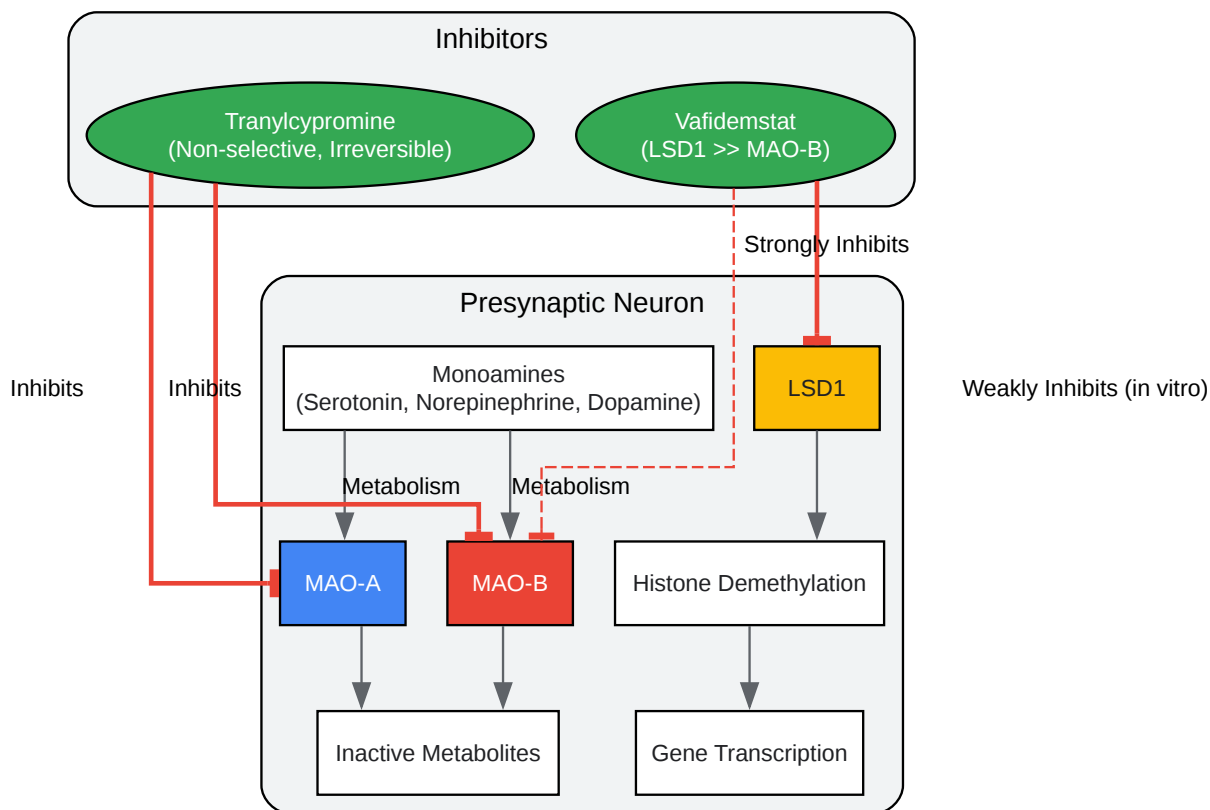 Inhibitors
Tranylcypromine
(Non-selective, Irreversible)
Vafidemstat
(LSD1 >> MAO-B)
Strongly Inhibits
Presynaptic Neuron
Inhibits
Inhibits
Monoamines
(Serotonin, Norepinephrine, Dopamine)
LSD1
Weakly Inhibits (in vitro)
Metabolism
Metabolism
MAO-A
MAO-B
Histone Demethylation
Inactive Metabolites
Gene Transcription